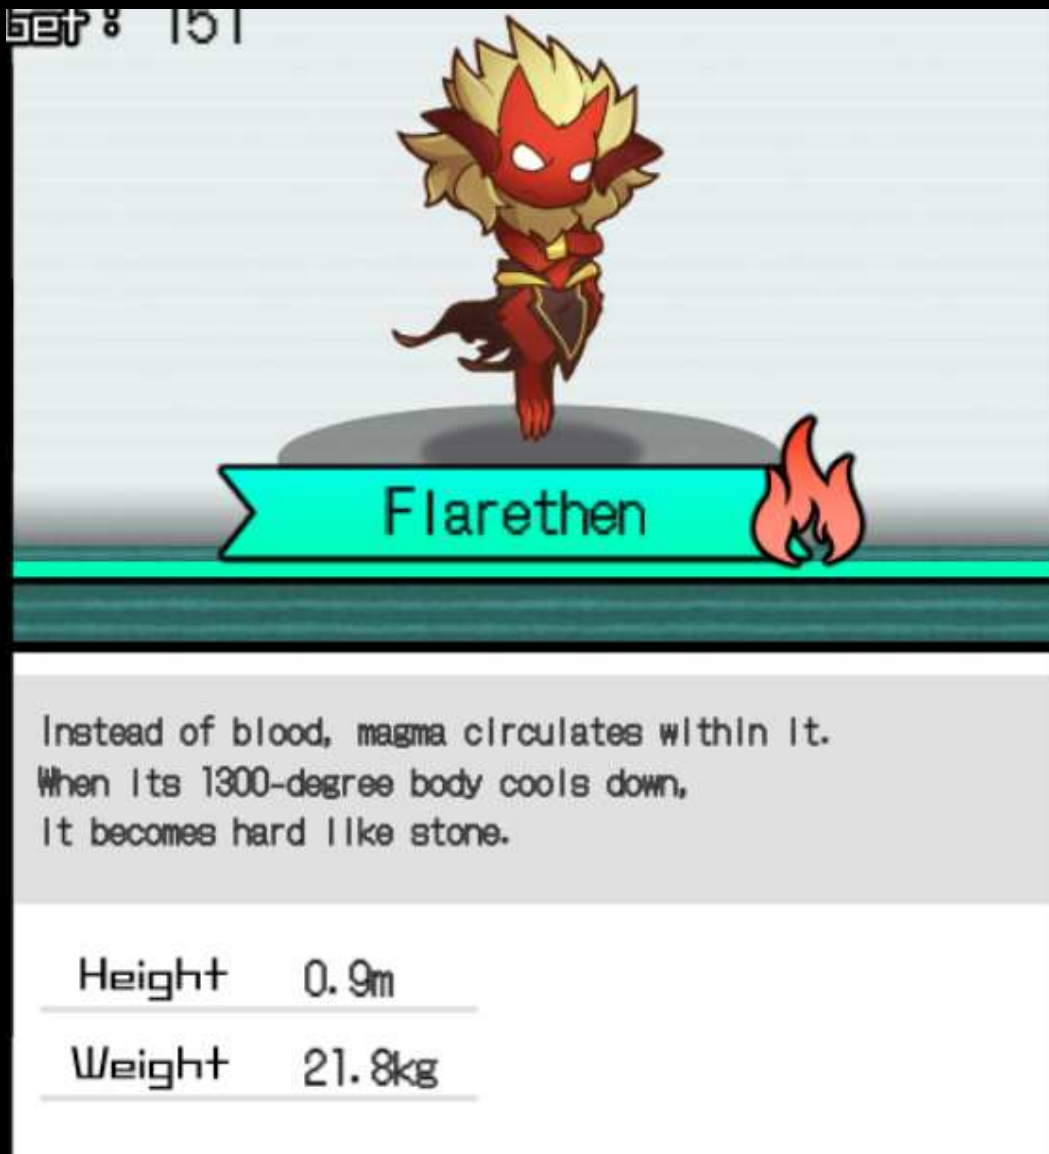 Get: 151
Flarethen
Instead of blood, magma circulates within it.
When its 1300-degree body cools down,
it becomes hard like stone.
Height 0.9m
Weight 21.8kg